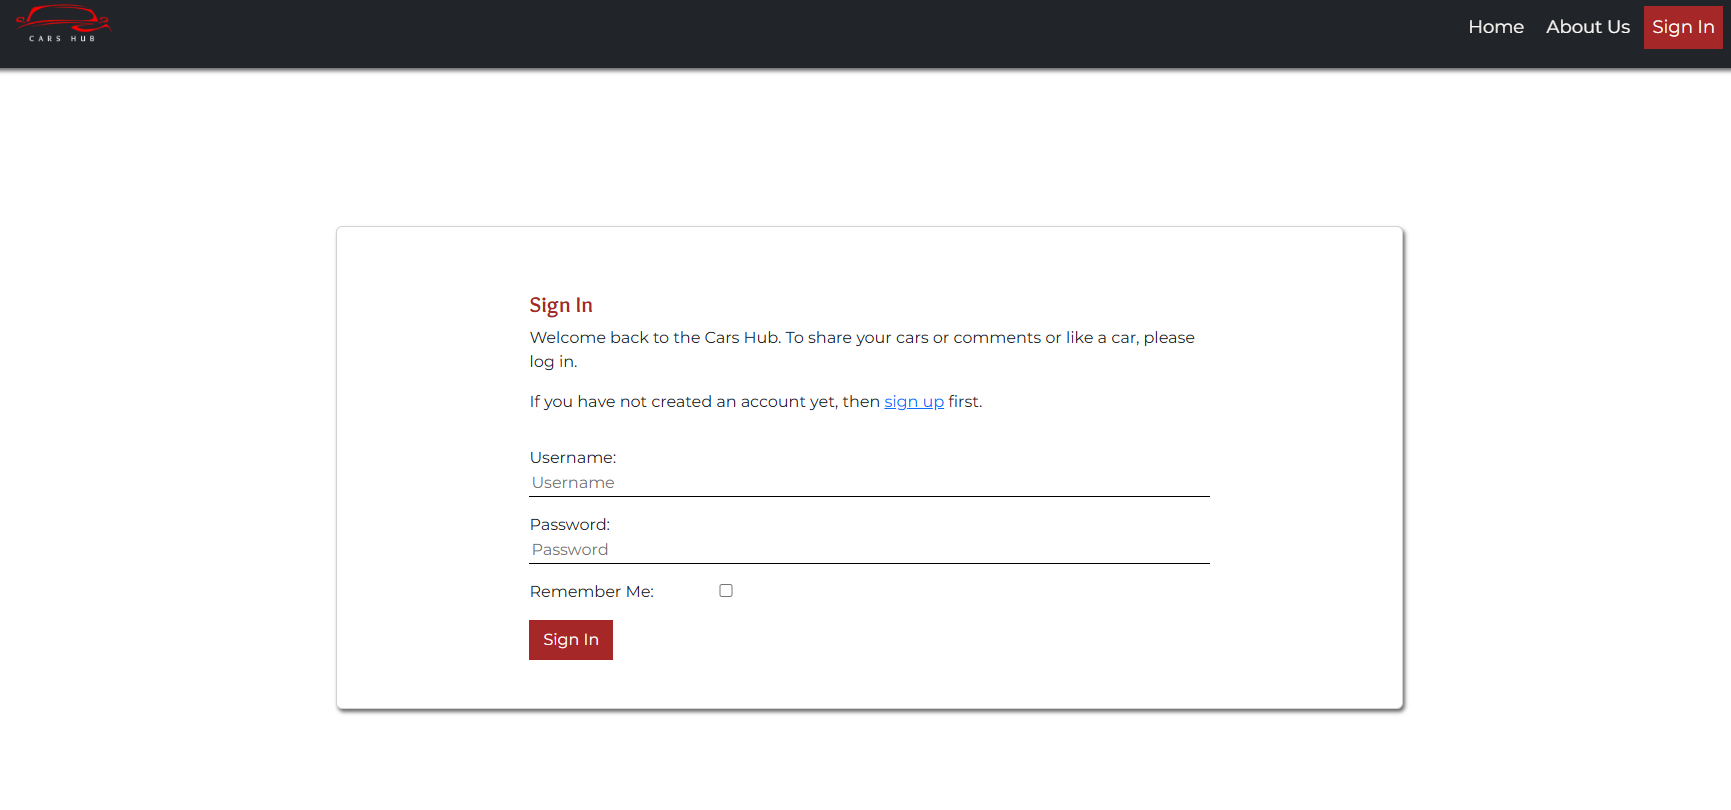 CARS HUB
Home About Us Sign In
Sign In
Welcome back to the Cars Hub. To share your cars or comments or like a car, please
log in.
If you have not created an account yet, then sign up first.
Username:
Username
Password:
Password
Remember Me:
Sign In